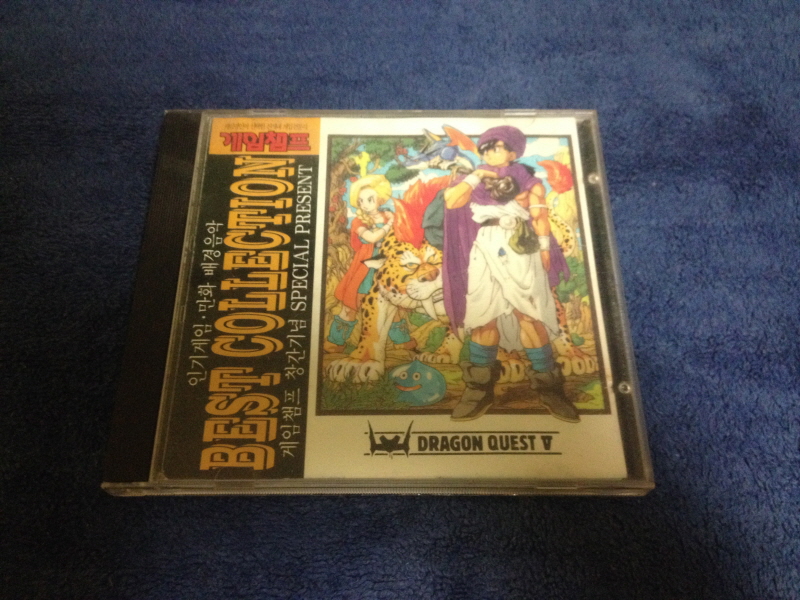 게임챔프
인기게임·만화 배경음악
BEST COLLECTION
게임챔프 창간기념 SPECIAL PRESENT
DRAGON QUEST V